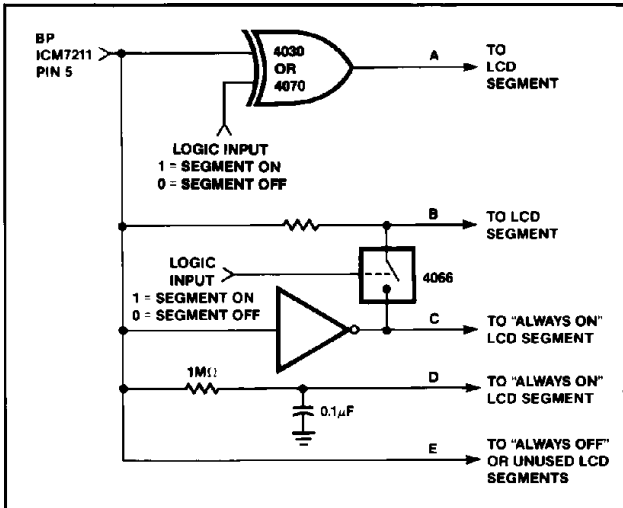 BP
ICM7211
PIN 5
4030
OR
4070
A
TO
LCD
SEGMENT
LOGIC INPUT
1 = SEGMENT ON
0 = SEGMENT OFF
B
TO LCD
SEGMENT
LOGIC
INPUT
1 = SEGMENT ON
0 = SEGMENT OFF
4066
C
TO "ALWAYS ON"
LCD SEGMENT
1MΩ
D
TO "ALWAYS ON"
LCD SEGMENT
0.1µF
E
TO "ALWAYS OFF"
OR UNUSED LCD
SEGMENTS